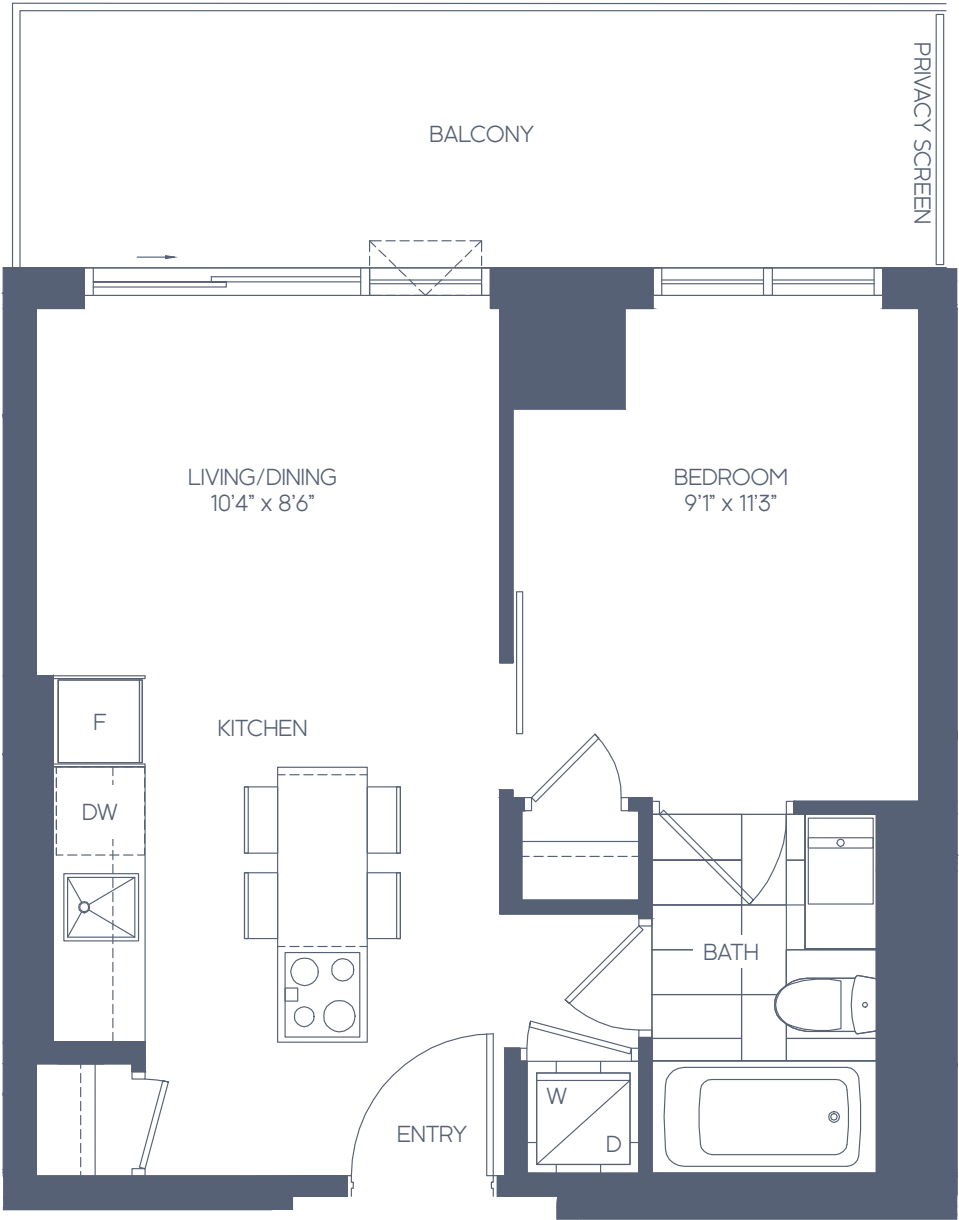 BALCONY
PRIVACY SCREEN
LIVING/DINING
10'4" x 8'6"
BEDROOM
9'1" x 11'3"
F
KITCHEN
DW
BATH
W
D
ENTRY